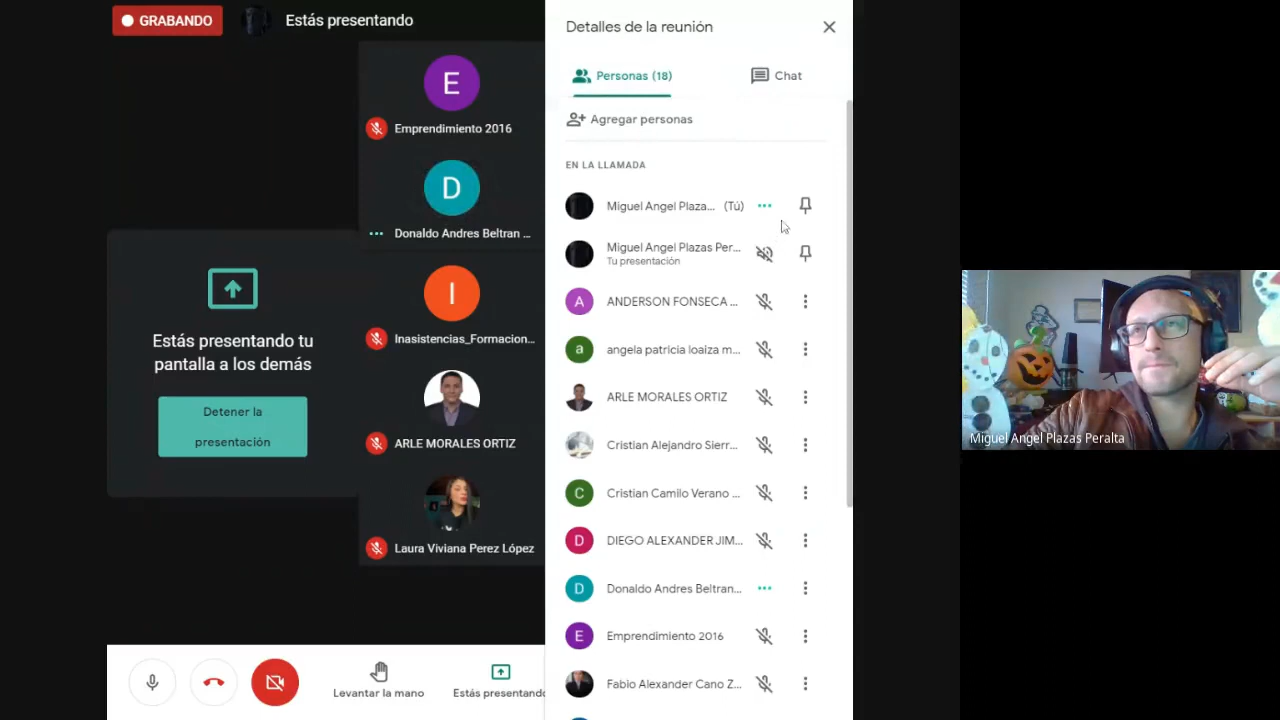 GRABANDO
Estás presentando
E
Emprendimiento 2016
D
Donaldo Andres Beltran ...
I
Inasistencias_Formacion...
ARLE MORALES ORTIZ
Laura Viviana Perez López
Estás presentando tu
pantalla a los demás
Detener la
presentación
Levantar la mano
Estás presentando
Detalles de la reunión
Personas (18)
Chat
Agregar personas
EN LA LLAMADA
Miguel Angel Plaza... (Tú)
Miguel Angel Plazas Per...
Tu presentación
A
ANDERSON FONSECA ...
a
angela patricia loaiza m...
ARLE MORALES ORTIZ
Cristian Alejandro Sierr...
C
Cristian Camilo Verano ...
D
DIEGO ALEXANDER JIM...
D
Donaldo Andres Beltran...
E
Emprendimiento 2016
Fabio Alexander Cano Z...
Miguel Angel Plazas Peralta